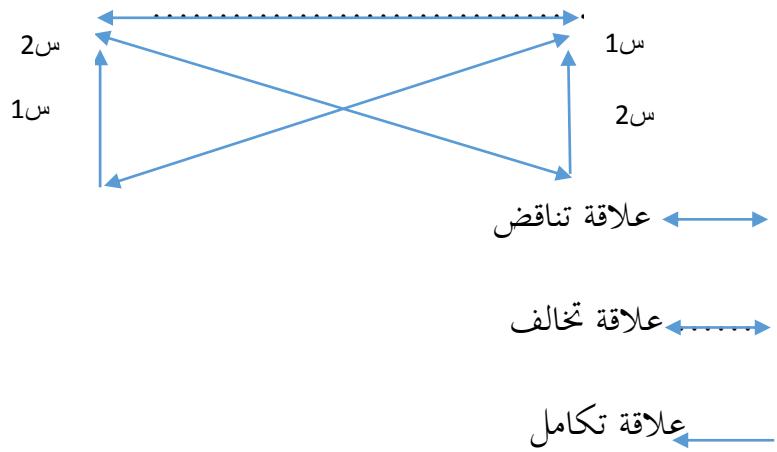 س1
س2
س2
س1
علاقة تناقض
علاقة تخالف
علاقة تكامل